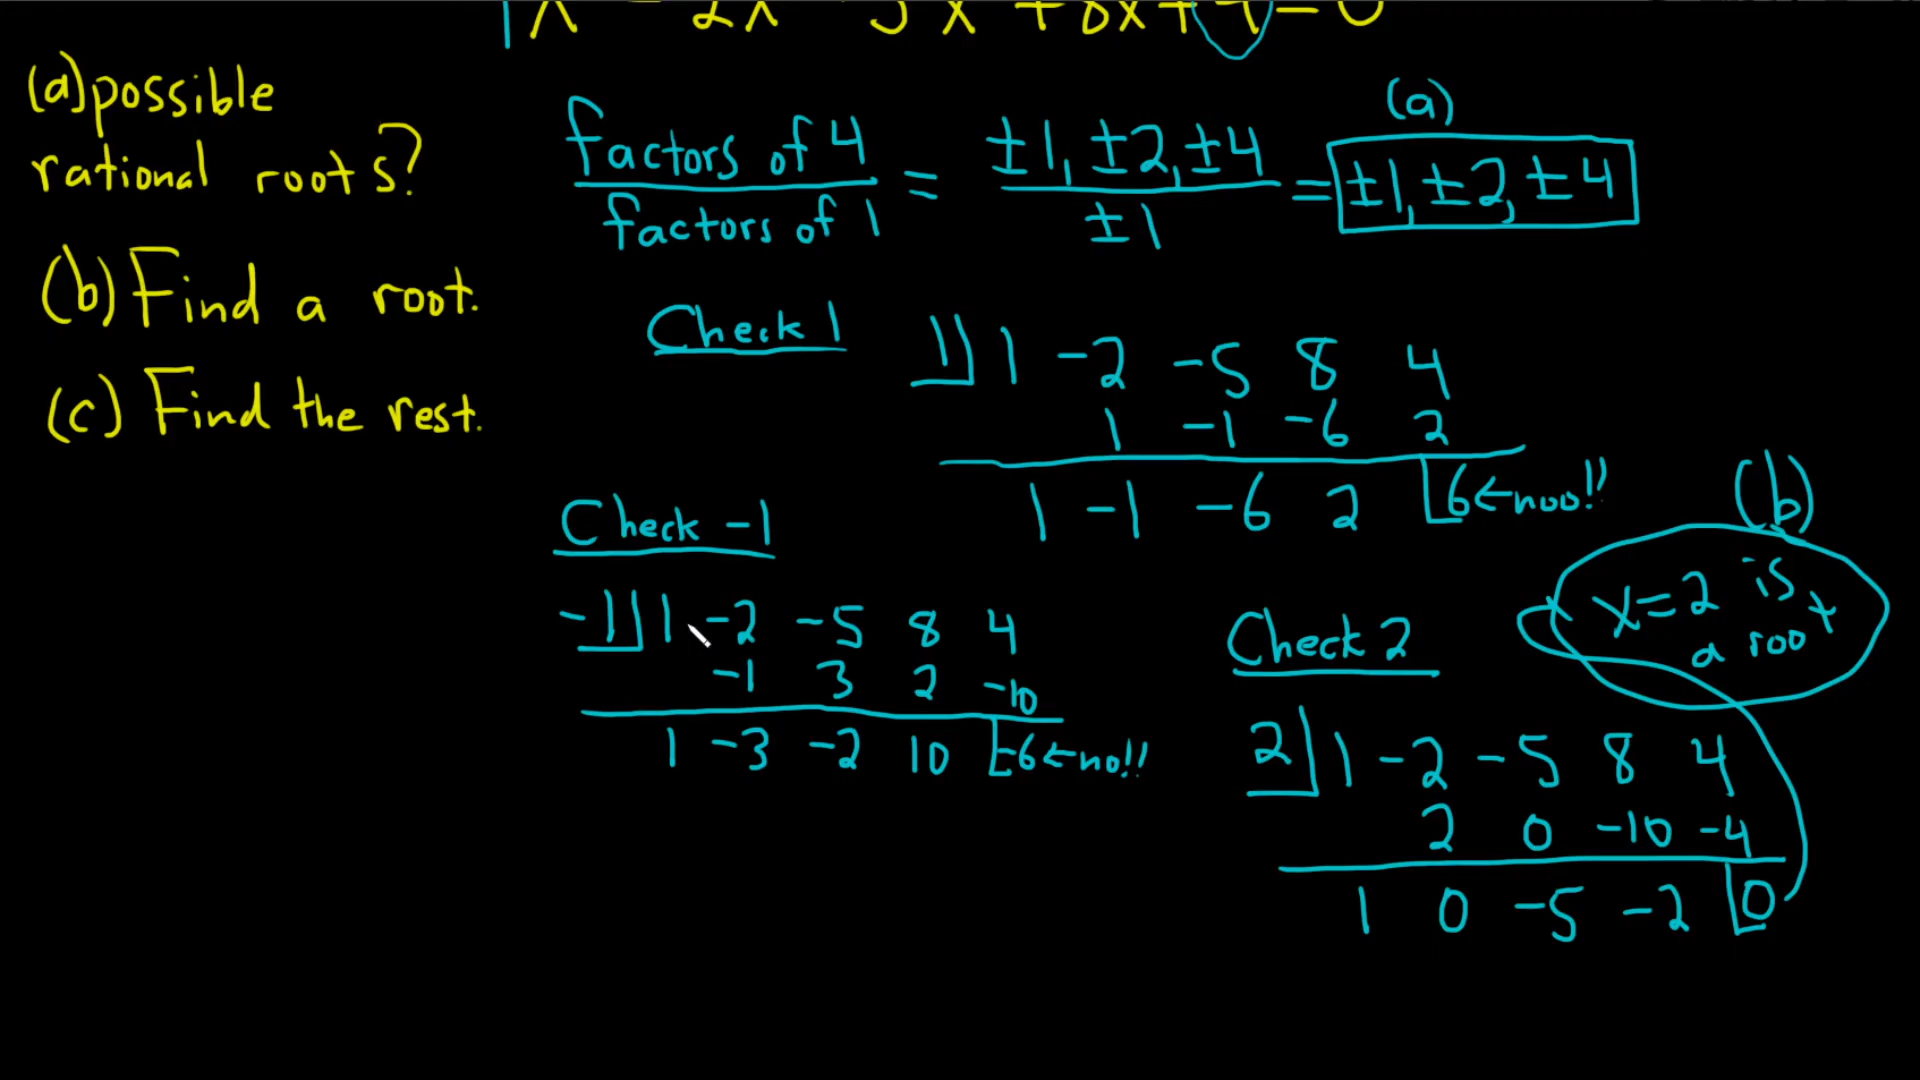 (a) possible
rational roots?
(b) Find a root.
(c) Find the rest.
factors of 4
factors of 1
=
±1, ±2, ±4
±1
=
±1, ±2, ±4
(a)
Check 1
1 1 -2 -5 8 4
1 -1 -6 2
1 -1 -6 2 6 ← noo!!
Check -1
-1 1 -2 -5 8 4
-1 3 2 -10
1 -3 -2 10 -6 ← no!!
(b)
x=2 is
a root
Check 2
2 1 -2 -5 8 4
2 0 -10 -4
1 0 -5 -2 0